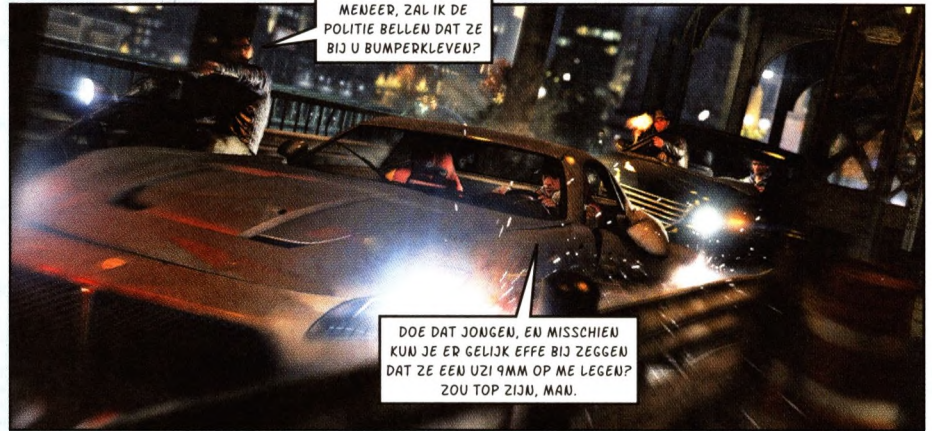 MENEER, ZAL IK DE
POLITIE BELLEN DAT ZE
BIJ U BUMPERKLEVEN?
DOE DAT JONGEN, EN MISSCHIEN
KUN JE ER GELIJK EFFE BIJ ZEGGEN
DAT ZE EEN UZI 9MM OP ME LEGEN?
ZOU TOP ZIJN, MAN.